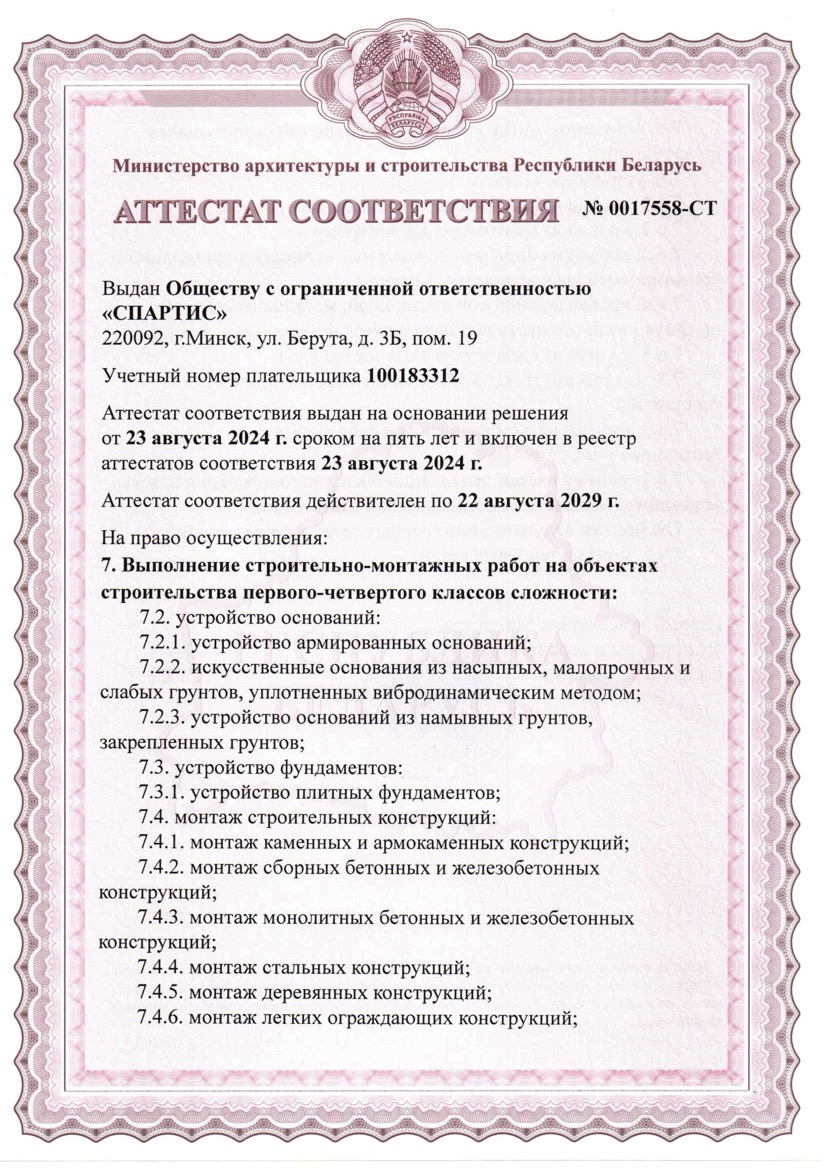 РЭСПУБЛІКА
БЕЛАРУСЬ
Министерство архитектуры и строительства Республики Беларусь
АТТЕСТАТ СООТВЕТСТВИЯ № 0017558-СТ
Выдан Обществу с ограниченной ответственностью
«СПАРТИС»
220092, г.Минск, ул. Берута, д. 3Б, пом. 19
Учетный номер плательщика 100183312
Аттестат соответствия выдан на основании решения
от 23 августа 2024 г. сроком на пять лет и включен в реестр
аттестатов соответствия 23 августа 2024 г.
Аттестат соответствия действителен по 22 августа 2029 г.
На право осуществления:
7. Выполнение строительно-монтажных работ на объектах
строительства первого-четвертого классов сложности:
7.2. устройство оснований:
7.2.1. устройство армированных оснований;
7.2.2. искусственные основания из насыпных, малопрочных и
слабых грунтов, уплотненных вибродинамическим методом;
7.2.3. устройство оснований из намывных грунтов,
закрепленных грунтов;
7.3. устройство фундаментов:
7.3.1. устройство плитных фундаментов;
7.4. монтаж строительных конструкций:
7.4.1. монтаж каменных и армокаменных конструкций;
7.4.2. монтаж сборных бетонных и железобетонных
конструкций;
7.4.3. монтаж монолитных бетонных и железобетонных
конструкций;
7.4.4. монтаж стальных конструкций;
7.4.5. монтаж деревянных конструкций;
7.4.6. монтаж легких ограждающих конструкций;